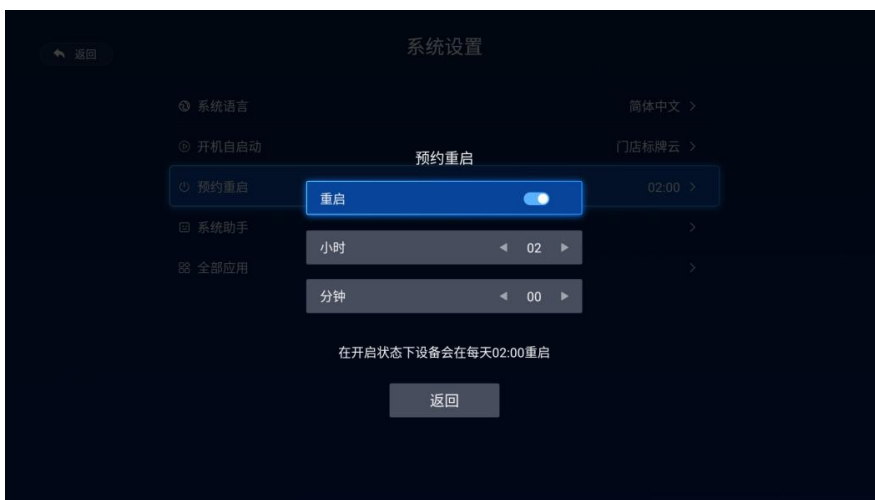 返回
系统设置
系统语言 简体中文
开机自启动 门店标牌云
预约重启
预约重启 02:00
重启
系统助手
小时 02
全部应用
分钟 00
在开启状态下设备会在每天02:00重启
返回